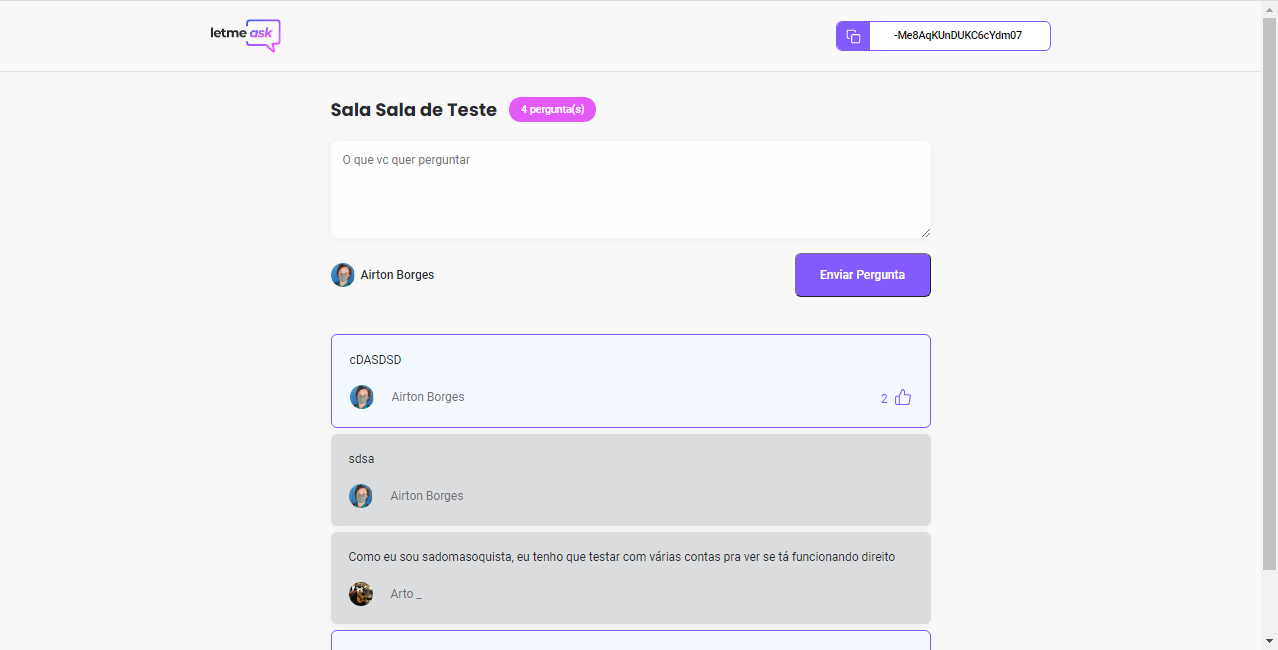 letmeask
-Me8AqKUnDUKC6cYdm07
Sala Sala de Teste
4 pergunta(s)
O que vc quer perguntar
Airton Borges
Enviar Pergunta
cDASDSD
Airton Borges
2
sdsa
Airton Borges
Como eu sou sadomasoquista, eu tenho que testar com várias contas pra ver se tá funcionando direito
Arto _